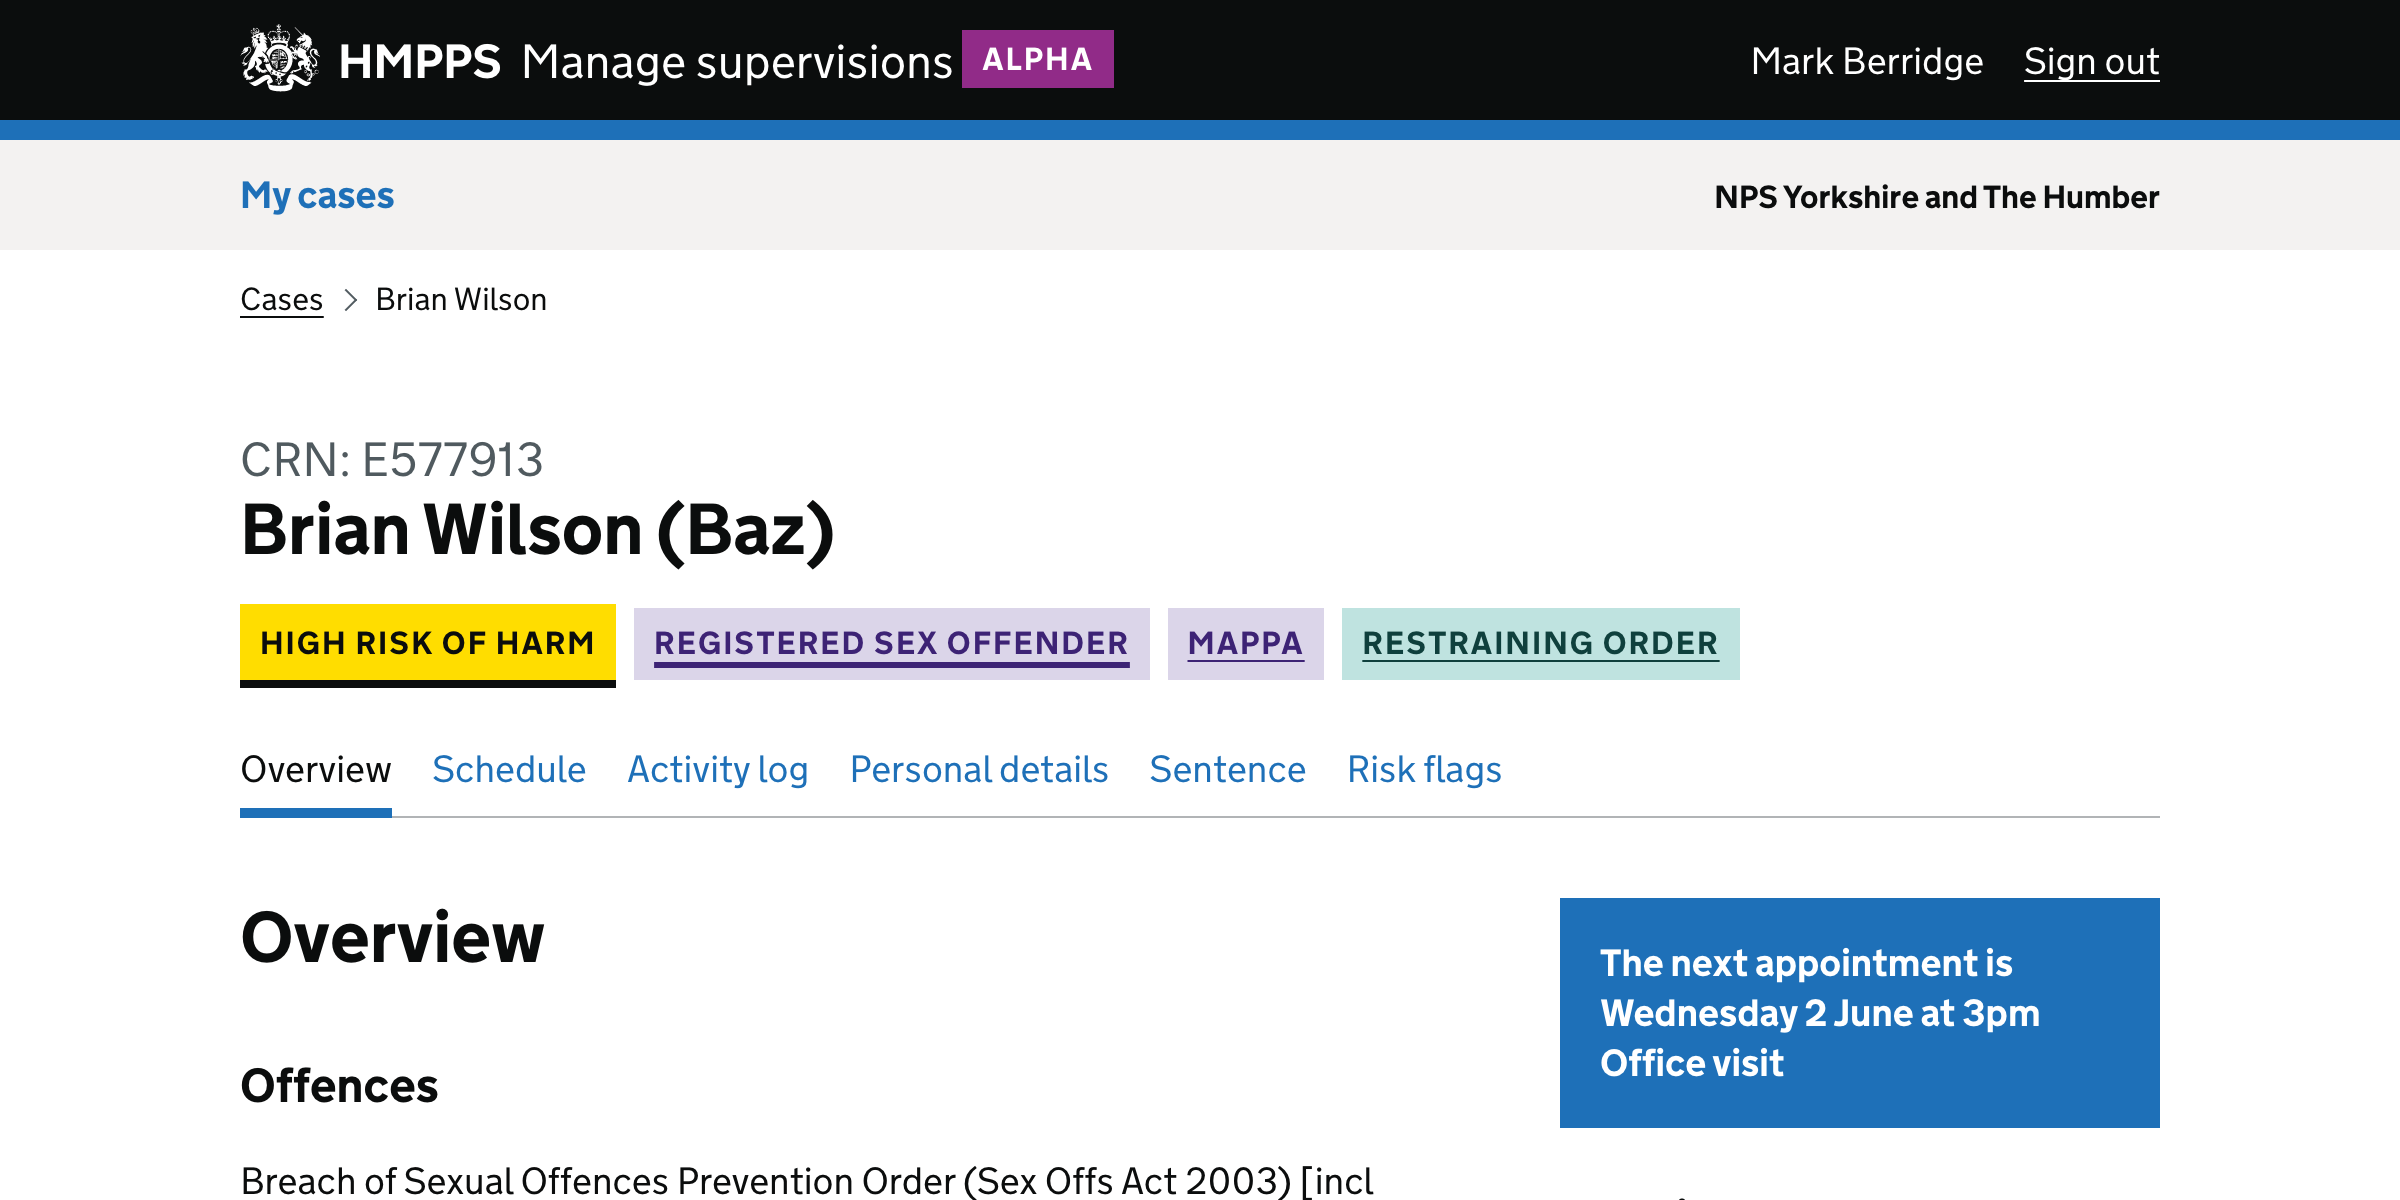 HMPPS Manage supervisions ALPHA
Mark Berridge Sign out
My cases
NPS Yorkshire and The Humber
Cases Brian Wilson
CRN: E577913
Brian Wilson (Baz)
HIGH RISK OF HARM REGISTERED SEX OFFENDER MAPPA RESTRAINING ORDER
Overview Schedule Activity log Personal details Sentence Risk flags
Overview
Offences
Breach of Sexual Offences Prevention Order (Sex Offs Act 2003) [incl
The next appointment is
Wednesday 2 June at 3pm
Office visit